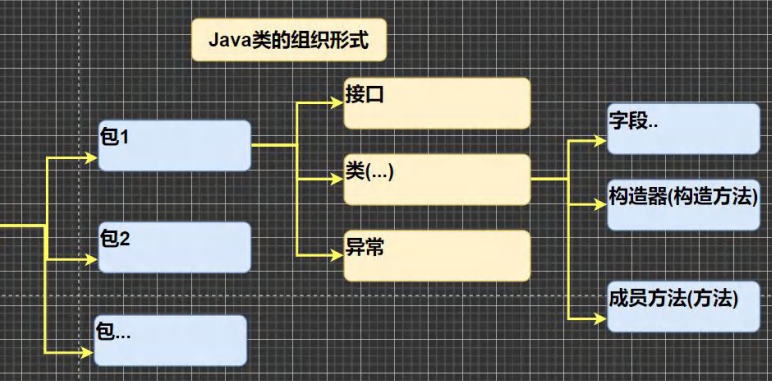 Java类的组织形式
包1
包2
包...
接口
类(...)
异常
字段..
构造器(构造方法)
成员方法(方法)